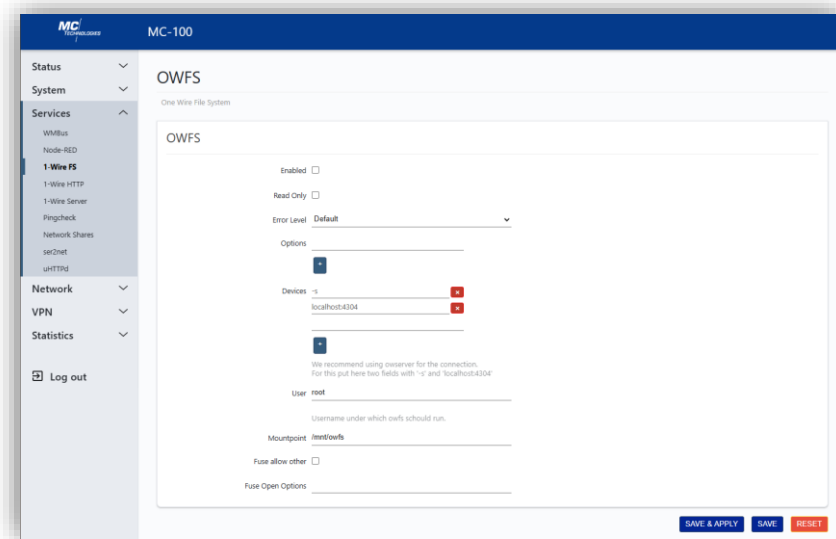 MC
TECHNOLOGIES
MC-100
Status
System
Services
WMBus
Node-RED
1-Wire FS
1-Wire HTTP
1-Wire Server
Pingcheck
Network Shares
ser2net
uHTTPd
Network
VPN
Statistics
Log out
OWFS
One Wire File System
OWFS
Enabled
Read Only
Error Level Default
Options
Devices -s
localhost:4304
We recommend using owserver for the connection.
For this put here two fields with '-s' and 'localhost:4304'
User root
Username under which owfs schould run.
Mountpoint /mnt/owfs
Fuse allow other
Fuse Open Options
SAVE & APPLY SAVE RESET